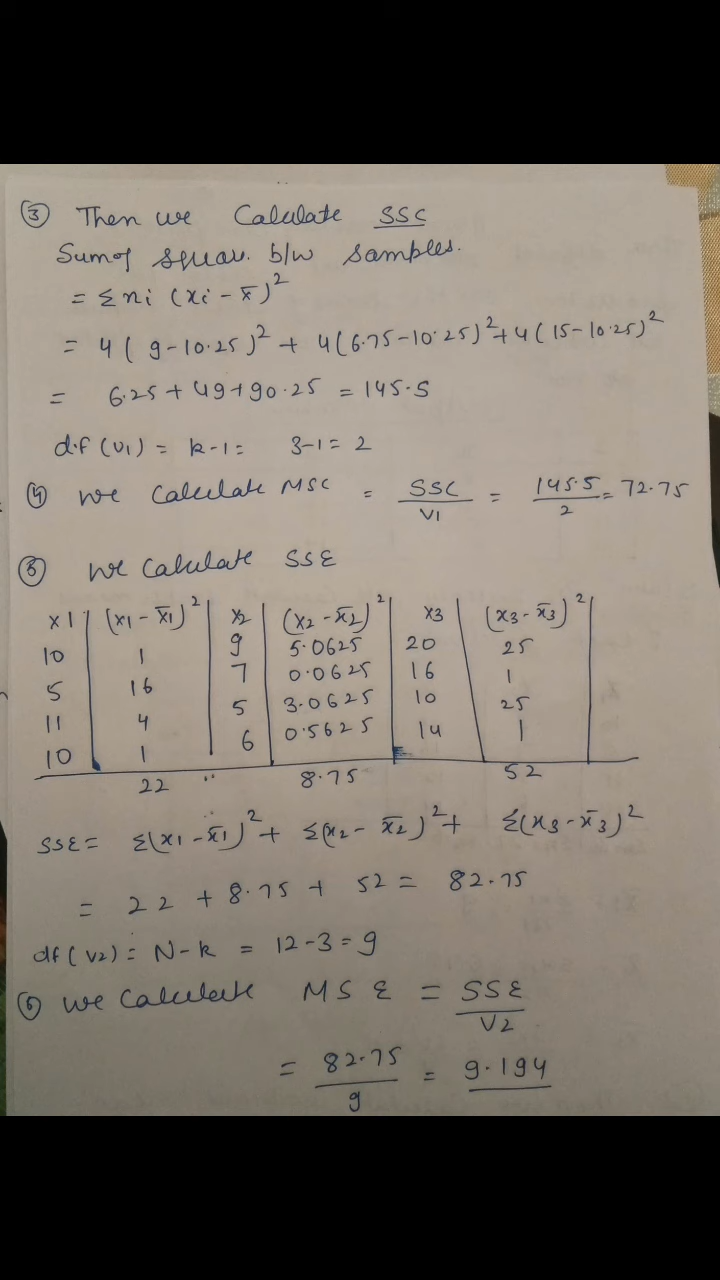 ③ Then we Calculate SSC
Sum of squar. b/w samples.
= Σ ni (xi - x̄)²
= 4 ( 9-10.25)² + 4(6.75-10.25)² + 4(15-10.25)²
= 6.25 + 49 + 90.25 = 145.5
d.f (v1) = k-1 = 3-1 = 2
④ we Calculate MSC = SSC/V1 = 145.5/2 = 72.75
⑤ we Calculate SSE
x1 | (x1 - x̄1)² | x2 | (x2 - x̄2)² | x3 | (x3 - x̄3)²
10 | 1 | 9 | 5.0625 | 20 | 25
5 | 16 | 7 | 0.0625 | 16 | 1
11 | 4 | 5 | 3.0625 | 10 | 25
10 | 1 | 6 | 0.5625 | 14 | 1
22 8.75 52
SSE = Σ(x1 - x̄1)² + Σ(x2 - x̄2)² + Σ(x3 - x̄3)²
= 22 + 8.75 + 52 = 82.75
df (v2) = N-k = 12-3 = 9
⑥ we Calculate MSE = SSE/V2
= 82.75/9 = 9.194